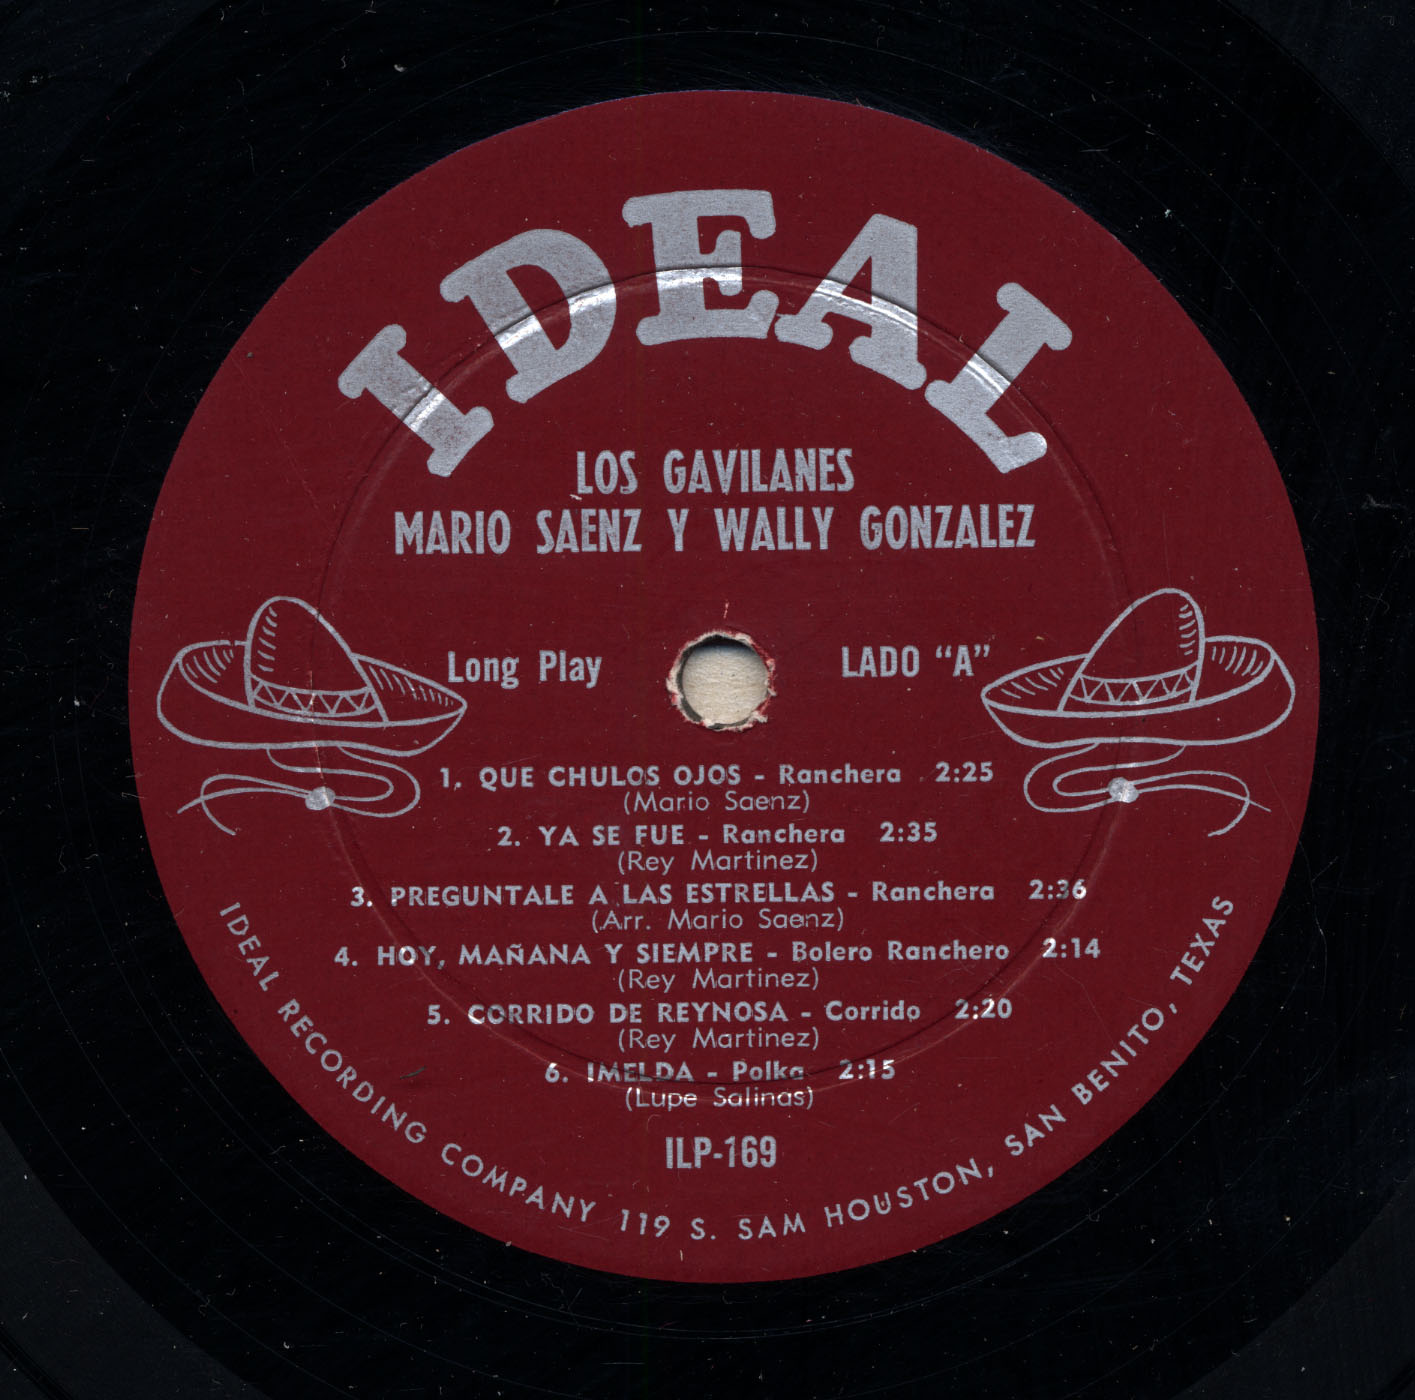 IDEAL
LOS GAVILANES
MARIO SAENZ Y WALLY GONZALEZ
Long Play
LADO "A"
1. QUE CHULOS OJOS - Ranchera 2:25
(Mario Saenz)
2. YA SE FUE - Ranchera 2:35
(Rey Martinez)
3. PREGUNTALE A LAS ESTRELLAS - Ranchera 2:36
(Arr. Mario Saenz)
4. HOY, MAÑANA Y SIEMPRE - Bolero Ranchero 2:14
(Rey Martinez)
5. CORRIDO DE REYNOSA - Corrido 2:20
(Rey Martinez)
6. IMELDA - Polka 2:15
(Lupe Salinas)
ILP-169
IDEAL RECORDING COMPANY 119 S. SAM HOUSTON, SAN BENITO, TEXAS